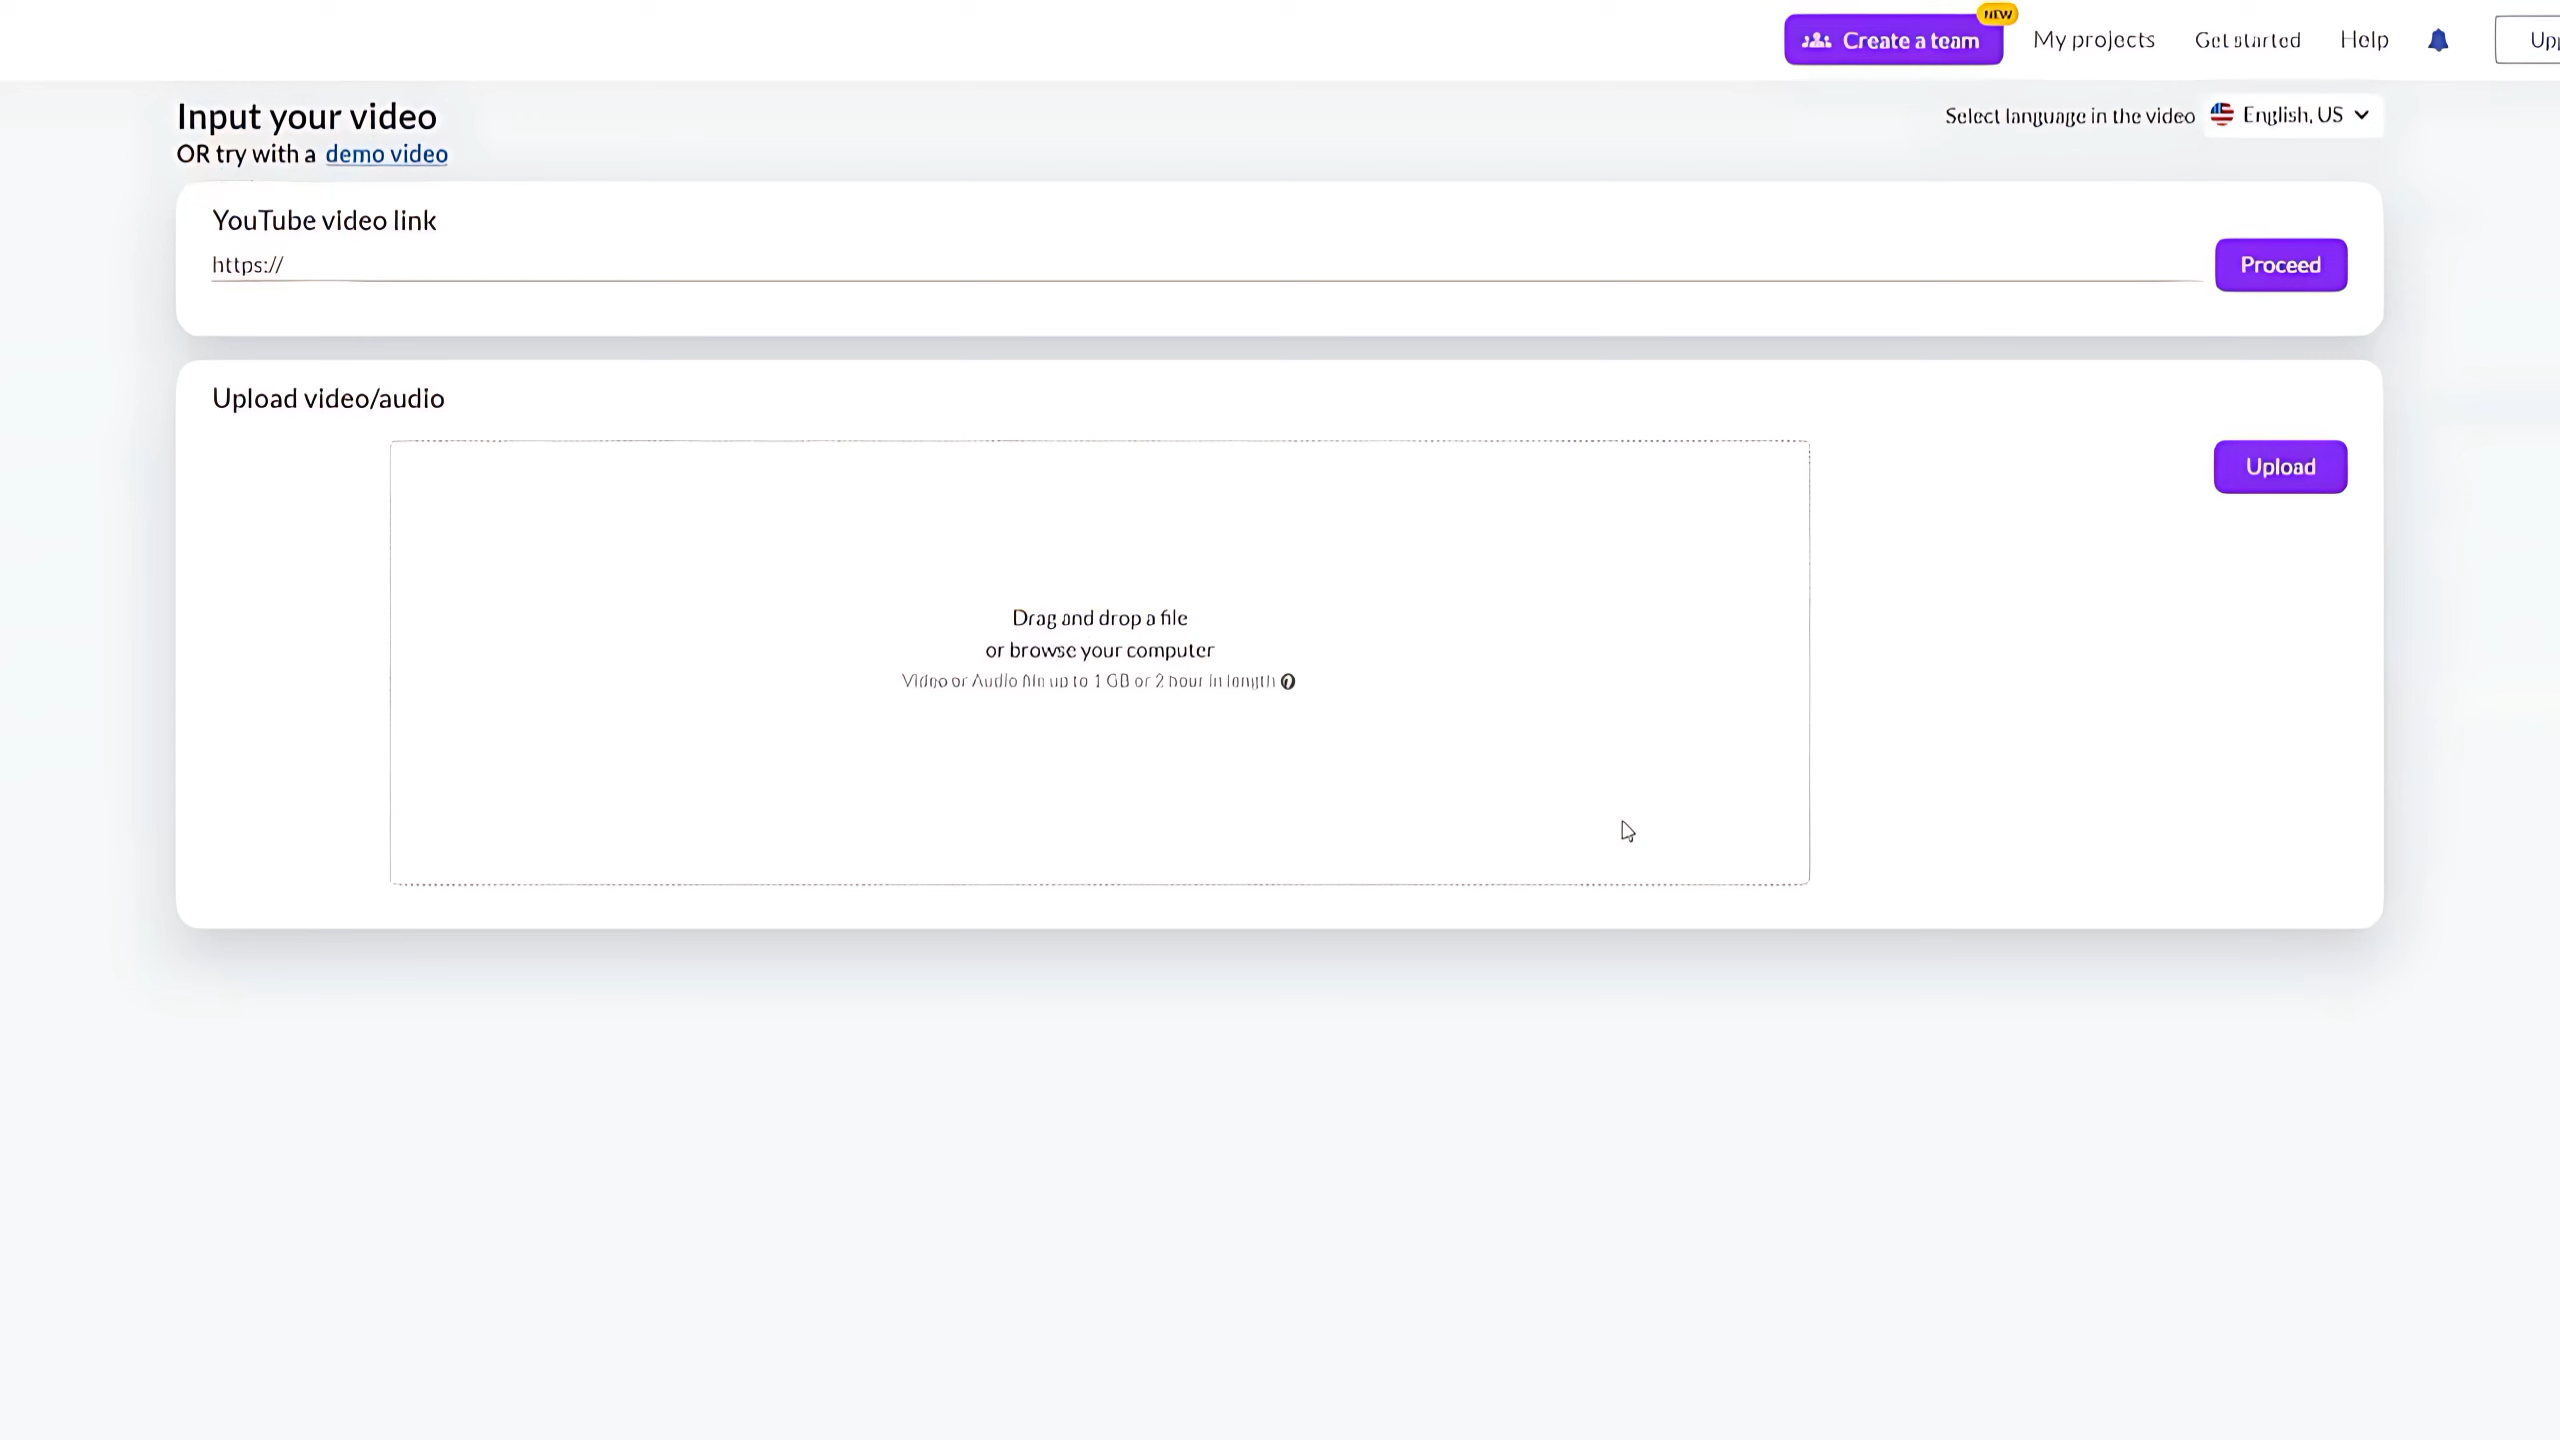 NEW
Create a team
My projects
Get started
Help
Input your video
Select language in the video
English, US
OR try with a demo video
YouTube video link
https://
Proceed
Upload video/audio
Upload
Drag and drop a file
or browse your computer
Video or Audio file up to 1 GB or 2 hour in length